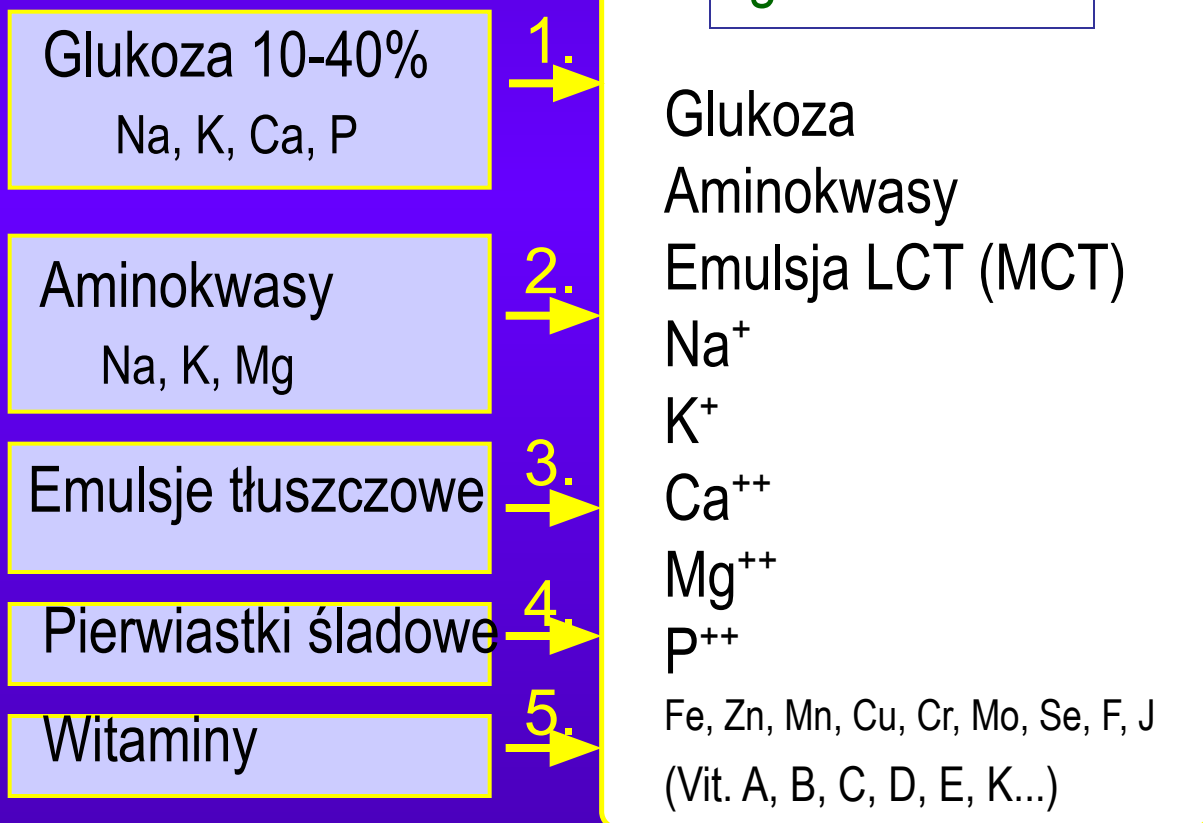 Glukoza 10-40%
Na, K, Ca, P
1.
Aminokwasy
Na, K, Mg
2.
Emulsje tłuszczowe
3.
Pierwiastki śladowe
4.
Witaminy
5.
Glukoza
Aminokwasy
Emulsja LCT (MCT)
Na⁺
K⁺
Ca⁺⁺
Mg⁺⁺
P⁺⁺
Fe, Zn, Mn, Cu, Cr, Mo, Se, F, J
(Vit. A, B, C, D, E, K...)